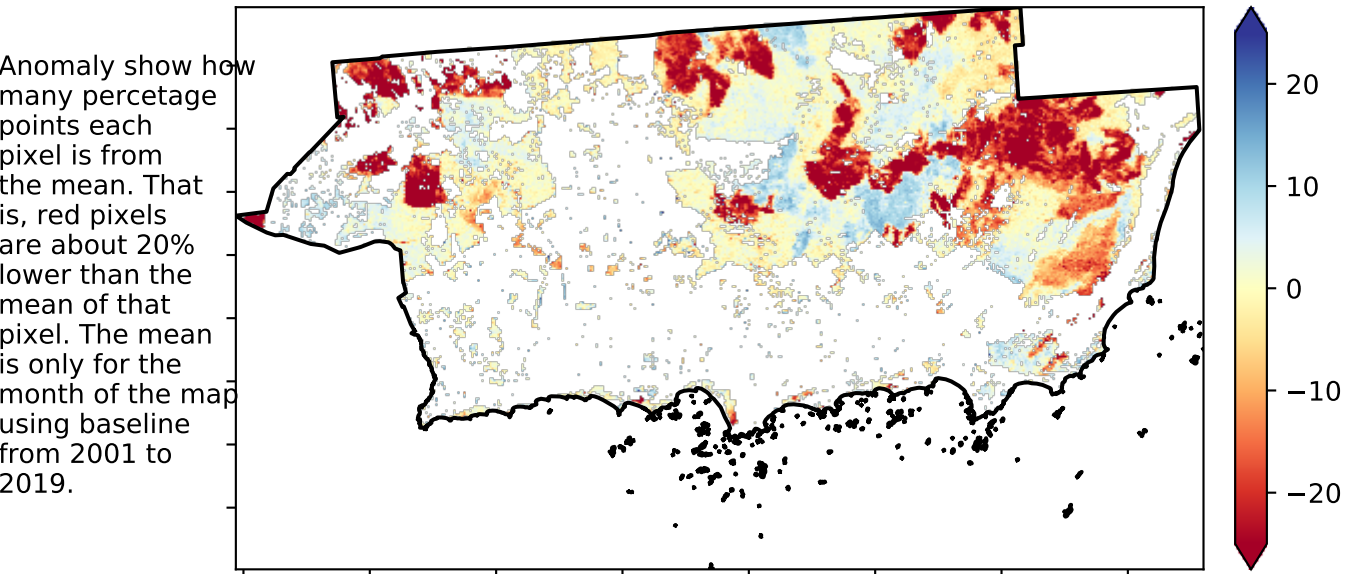 Anomaly show how
many percetage
points each
pixel is from
the mean. That
is, red pixels
are about 20%
lower than the
mean of that
pixel. The mean
is only for the
month of the map
using baseline
from 2001 to
2019.
20
10
0
−10
−20